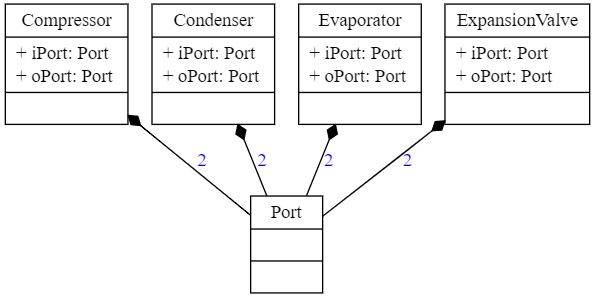 Compressor
+ iPort: Port
+ oPort: Port
Condenser
+ iPort: Port
+ oPort: Port
Evaporator
+ iPort: Port
+ oPort: Port
ExpansionValve
+ iPort: Port
+ oPort: Port
2
2
2
2
Port